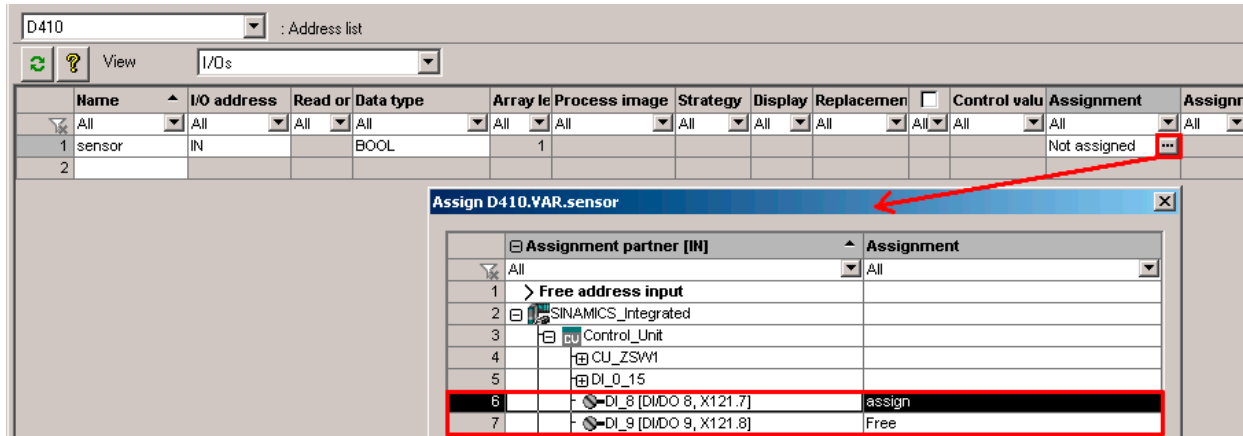 D410 : Address list
View I/Os
Name I/O address Read or Data type Array le Process image Strategy Display Replacemen Control valu Assignment Assignm
All All All All All All All All All All All All All
1 sensor IN BOOL 1 Not assigned ...
2
Assign D410.VAR.sensor
Assignment partner [IN] Assignment
All All
1 Free address input
2 SINAMICS_Integrated
3 CU Control_Unit
4 CU_ZSW1
5 DI_0_15
6 DI_8 [DI/DO 8, X121.7] assign
7 DI_9 [DI/DO 9, X121.8] Free